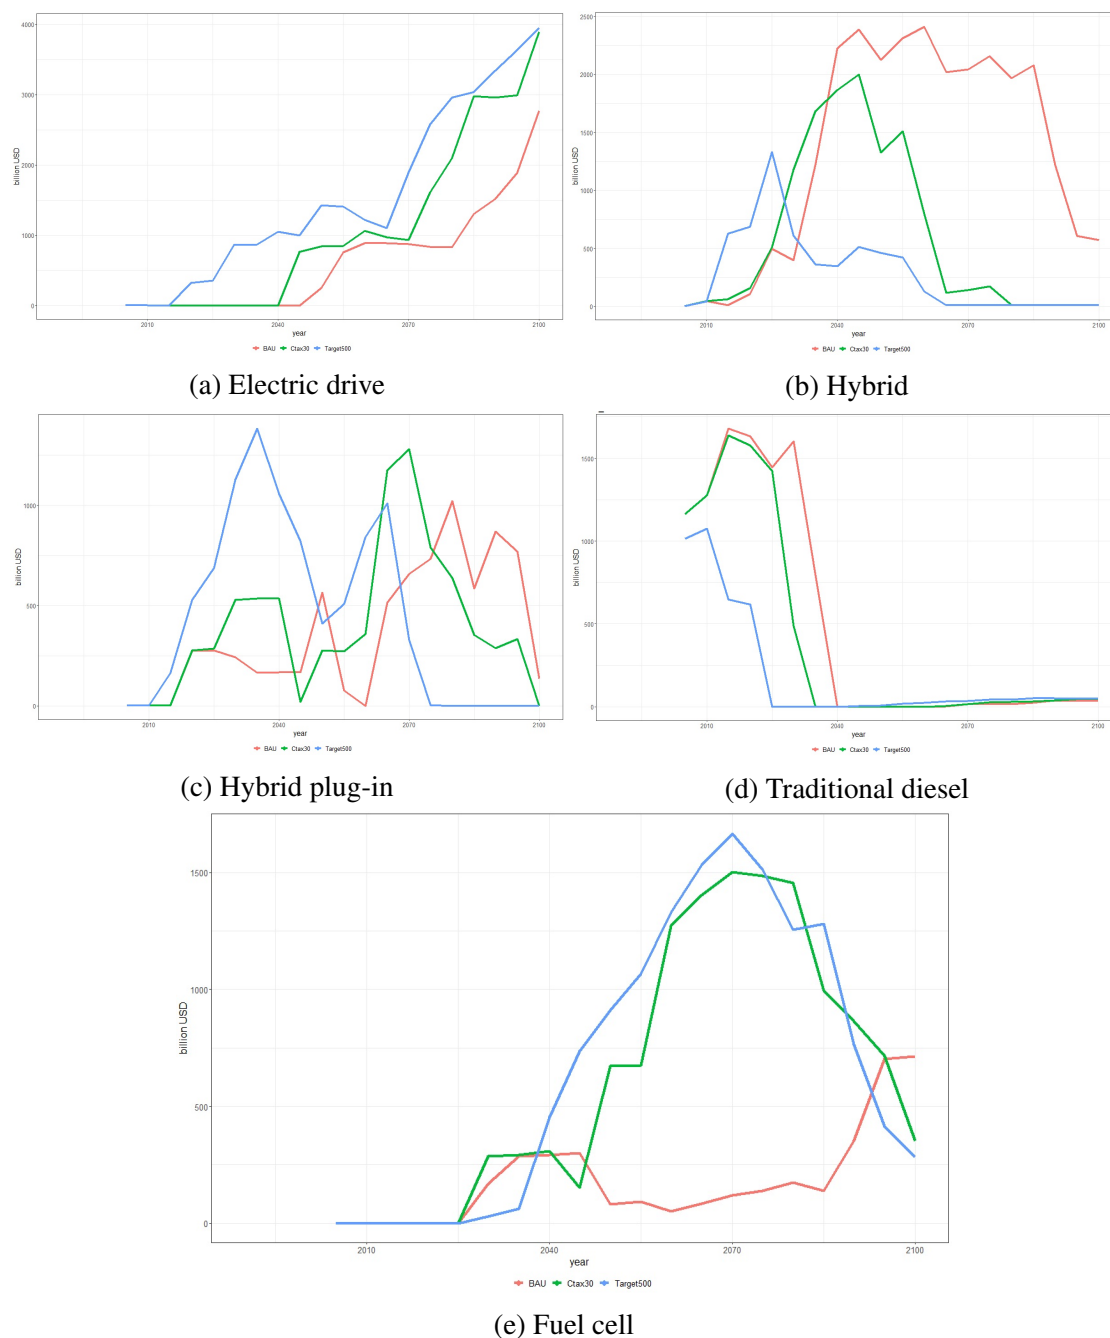 billion USD
4000
3000
2000
1000
0
2010 2040 2070 2100
year
BAU Ctax30 Target500
(a) Electric drive
billion USD
2500
2000
1500
1000
500
0
2010 2040 2070 2100
year
BAU Ctax30 Target500
(b) Hybrid
billion USD
1000
500
0
2010 2040 2070 2100
year
BAU Ctax30 Target500
(c) Hybrid plug-in
billion USD
1500
1000
500
0
2010 2040 2070 2100
year
BAU Ctax30 Target500
(d) Traditional diesel
billion USD
1500
1000
500
0
2010 2040 2070 2100
year
BAU Ctax30 Target500
(e) Fuel cell